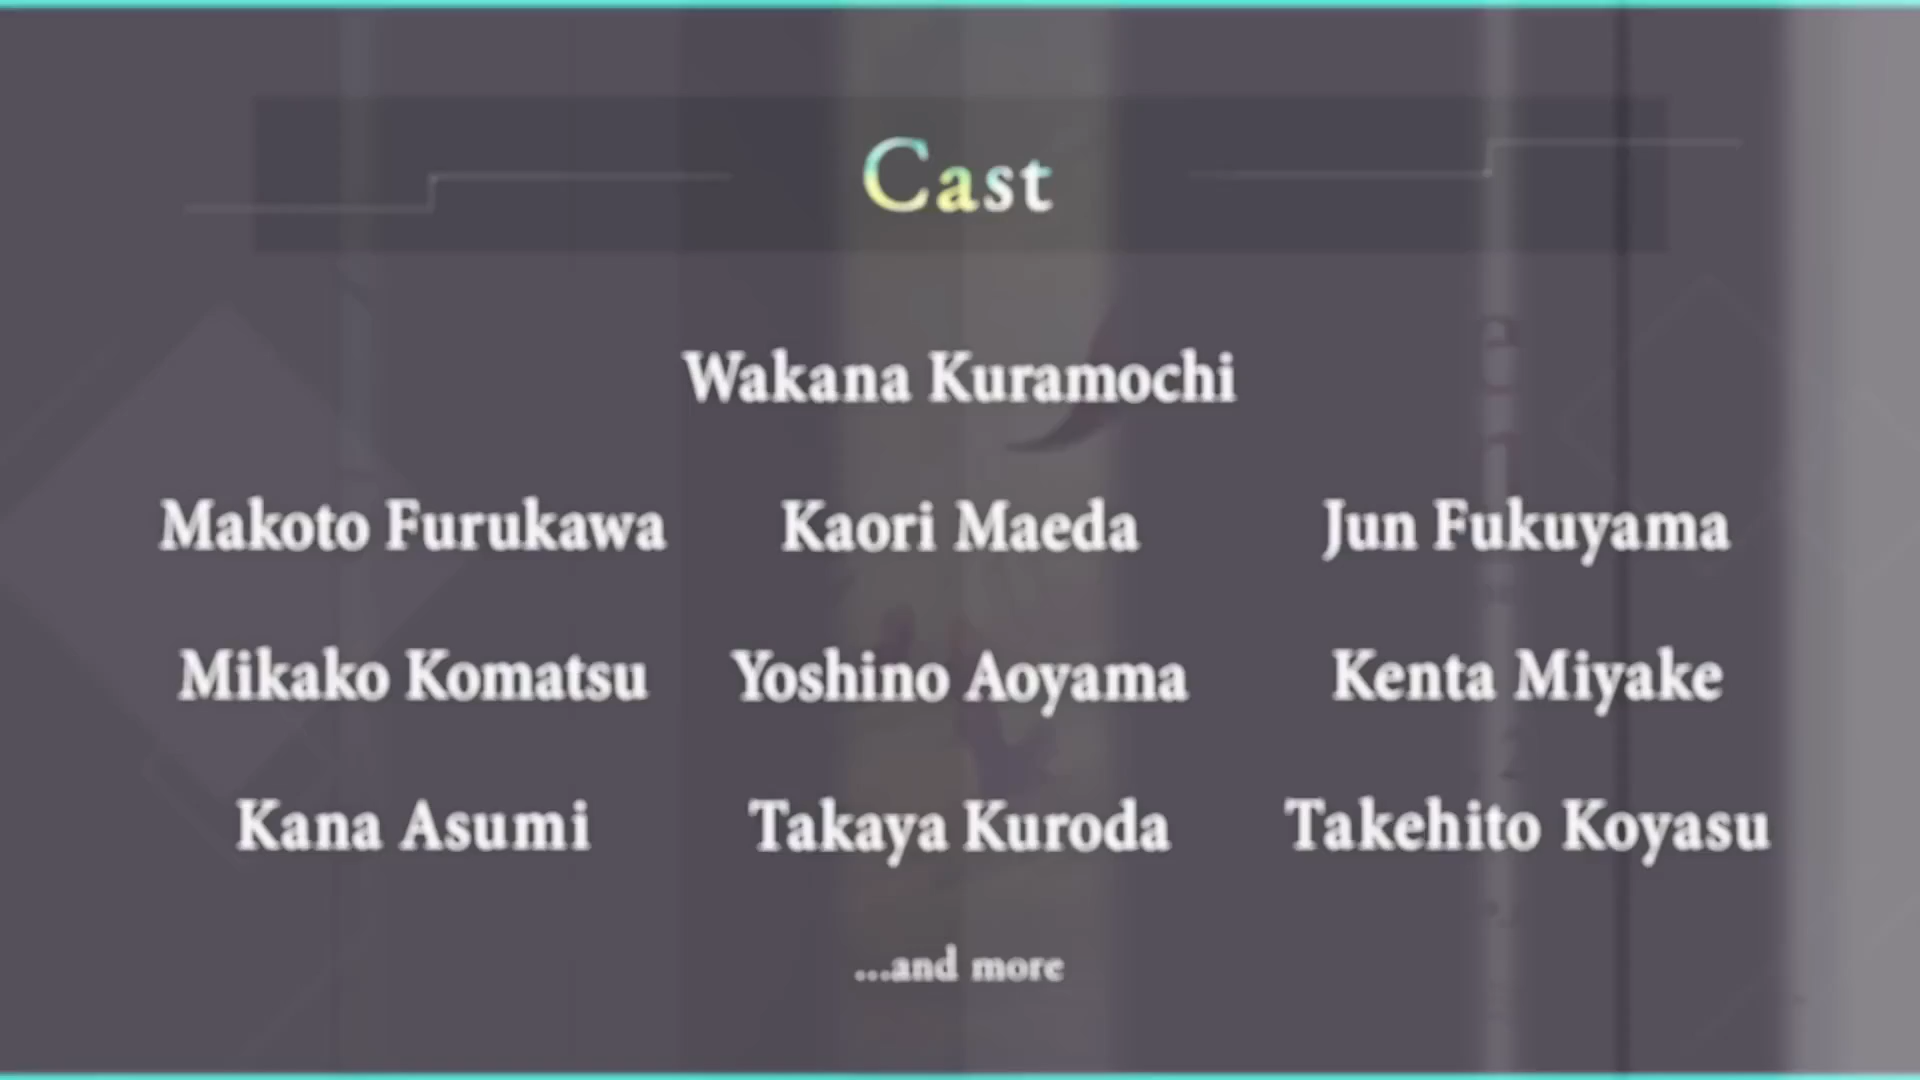 Cast
Wakana Kuramochi
Makoto Furukawa Kaori Maeda Jun Fukuyama
Mikako Komatsu Yoshino Aoyama Kenta Miyake
Kana Asumi Takaya Kuroda Takehito Koyasu
...and more